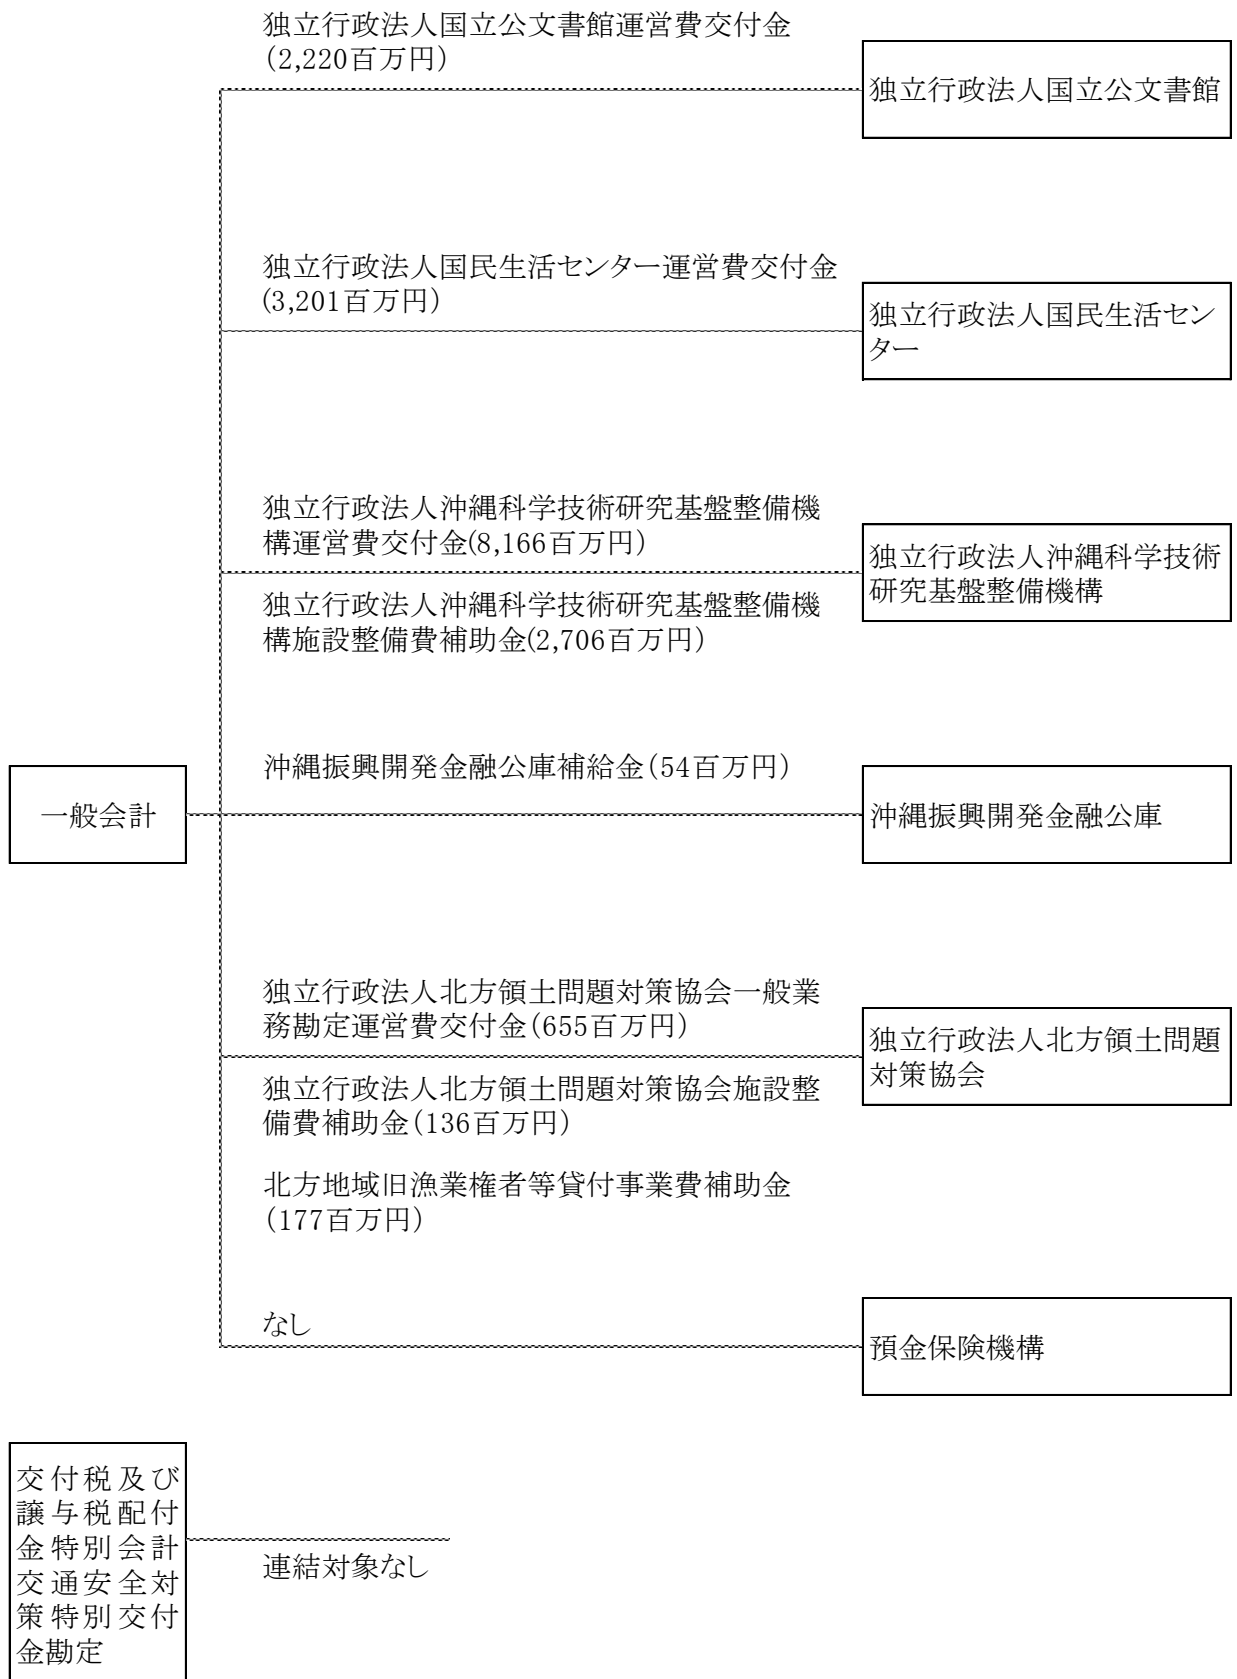 独立行政法人国立公文書館運営費交付金
(2,220百万円)
独立行政法人国立公文書館
独立行政法人国民生活センター運営費交付金
(3,201百万円)
独立行政法人国民生活セン
ター
独立行政法人沖縄科学技術研究基盤整備機
構運営費交付金(8,166百万円)
独立行政法人沖縄科学技術
研究基盤整備機構
独立行政法人沖縄科学技術研究基盤整備機
構施設整備費補助金(2,706百万円)
沖縄振興開発金融公庫補給金(54百万円)
一般会計
沖縄振興開発金融公庫
独立行政法人北方領土問題対策協会一般業
務勘定運営費交付金(655百万円)
独立行政法人北方領土問題
対策協会
独立行政法人北方領土問題対策協会施設整
備費補助金(136百万円)
北方地域旧漁業権者等貸付事業費補助金
(177百万円)
なし
預金保険機構
交付税及び
譲与税配付
金特別会計
交通安全対
策特別交付
金勘定
連結対象なし